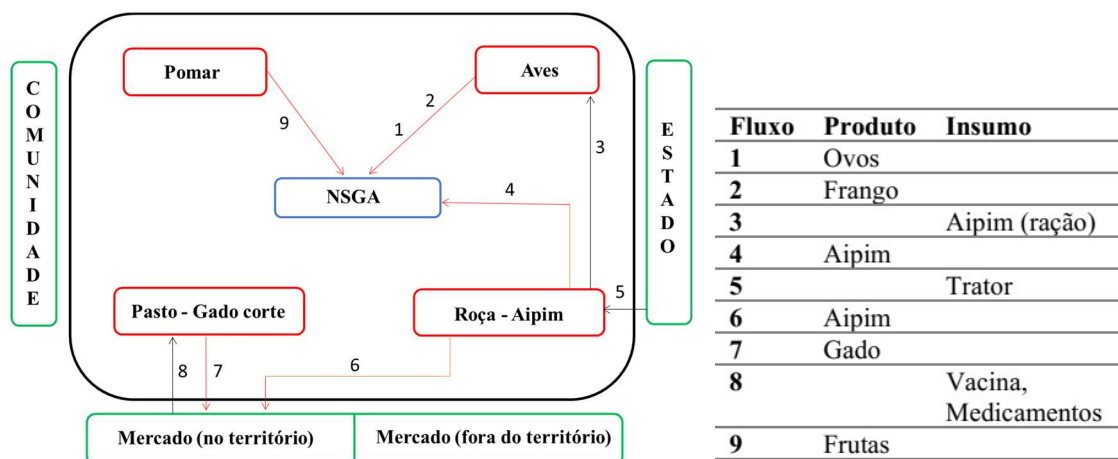 COMUNIDADE
Pomar
Aves
9
2
1
3
NSGA
4
ESTADO
Pasto - Gado corte
Roça - Aipim
5
8
7
6
Mercado (no território)
Mercado (fora do território)
Fluxo Produto Insumo
1 Ovos
2 Frango
3 Aipim (ração)
4 Aipim
5 Trator
6 Aipim
7 Gado
8 Vacina,
Medicamentos
9 Frutas